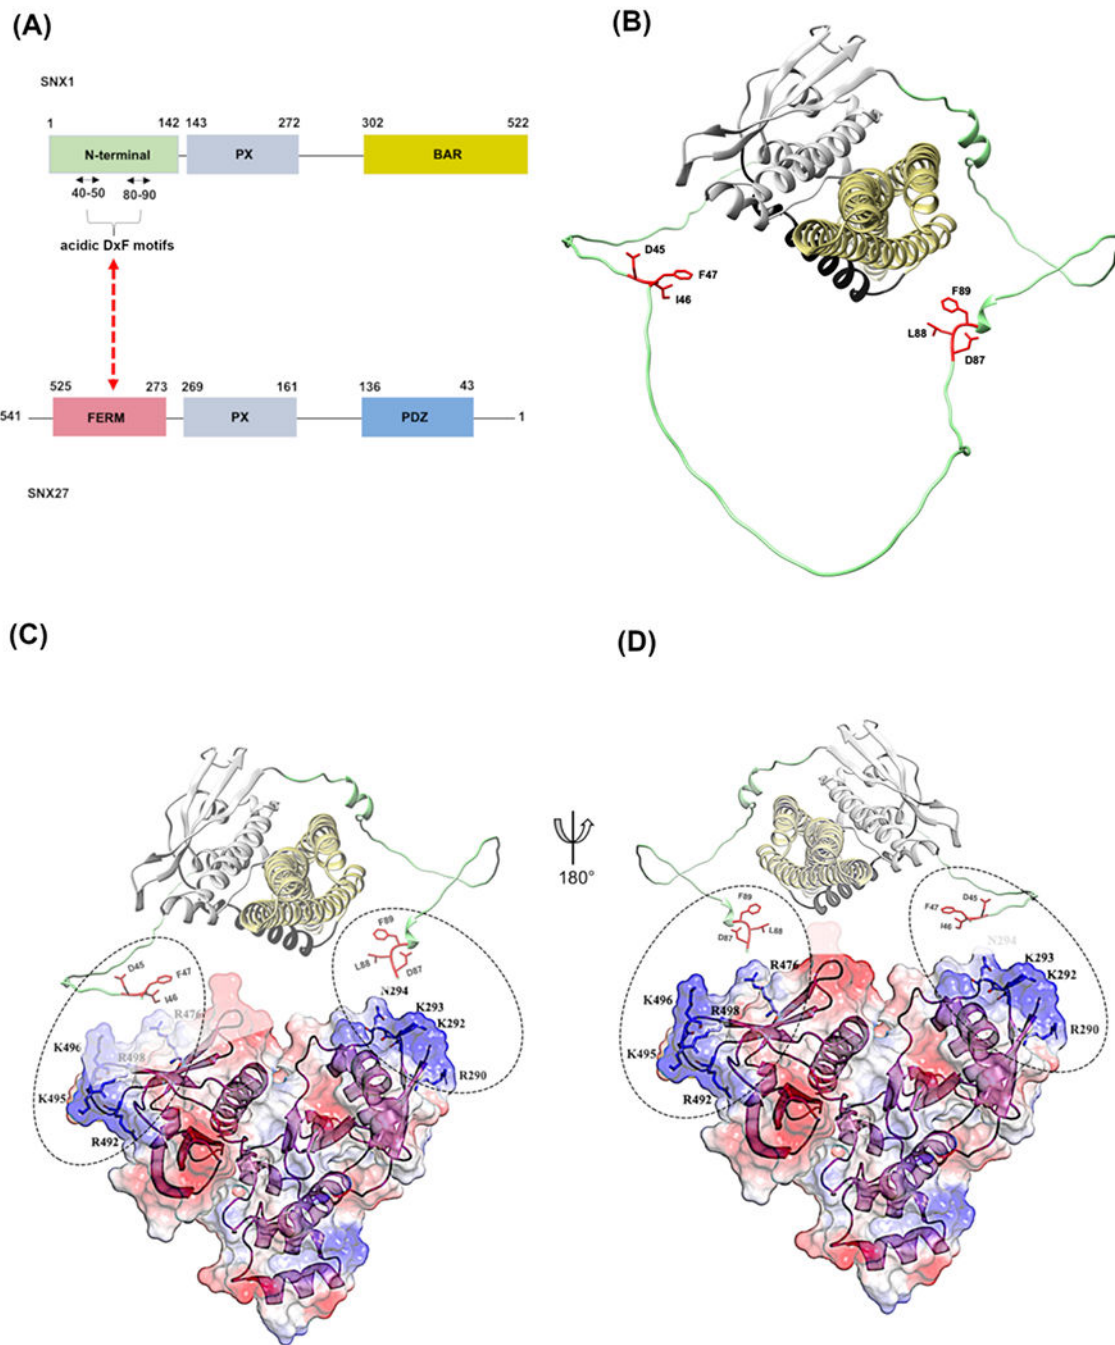 (A)
SNX1
1 142 143 272 302 522
N-terminal PX BAR
40-50 80-90
acidic DxF motifs
525 273 269 161 136 43
541 FERM PX PDZ 1
SNX27
(B)
D45
F47
I46
F89
L88
D87
(C)
F89
L88
D87
D45
F47
I46
N294
K293
K292
R290
R476
K496
R498
K495
R492
180°
(D)
F89
D87
L88
D45
F47
I46
N294
K293
K292
R290
R476
K496
R498
K495
R492